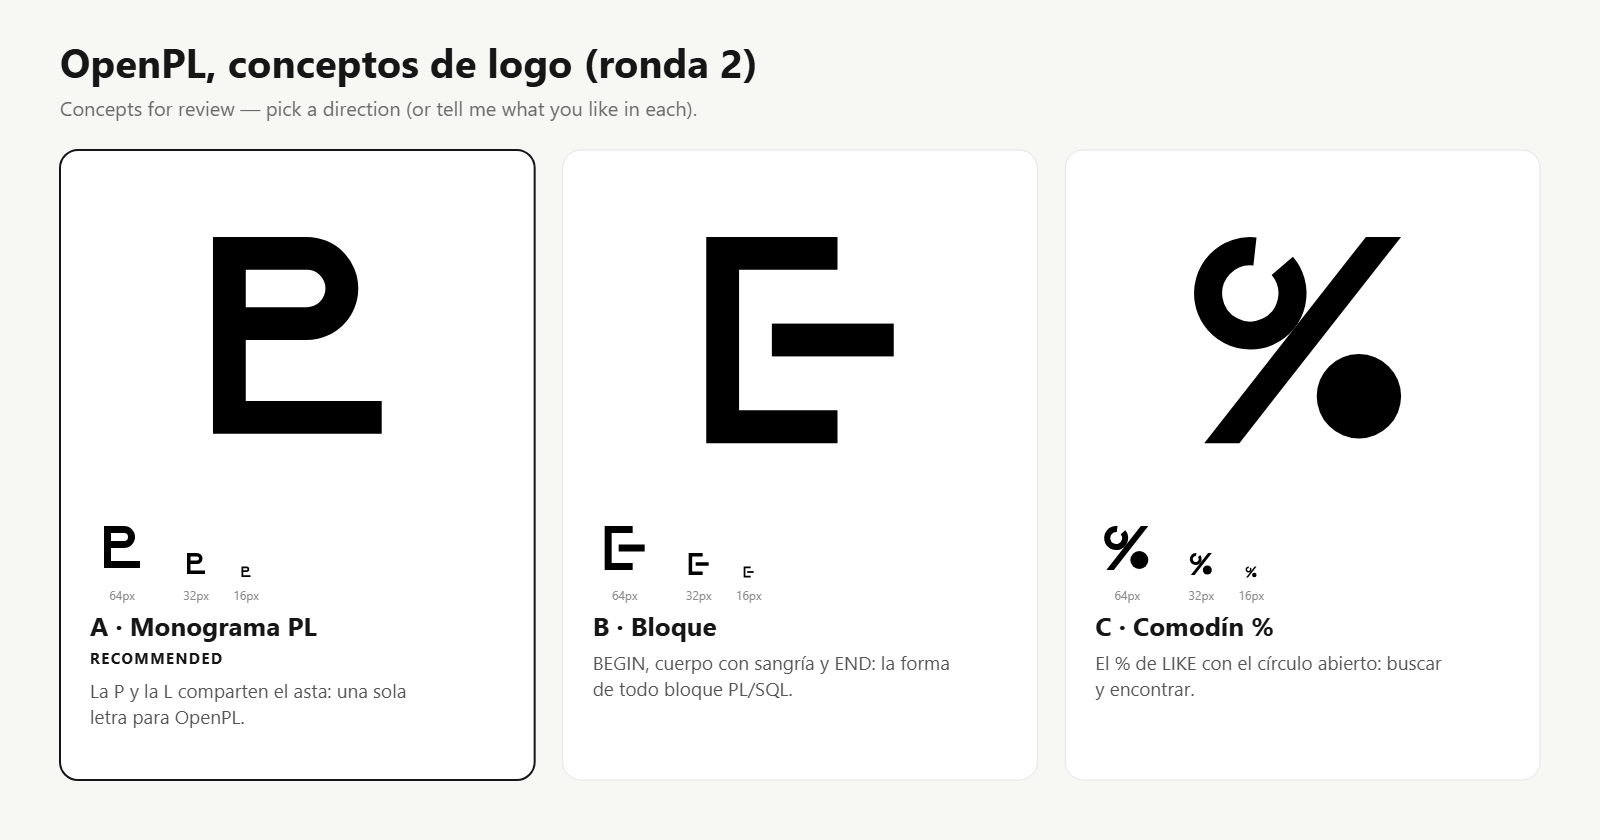 OpenPL, conceptos de logo (ronda 2)
Concepts for review — pick a direction (or tell me what you like in each).
64px 32px 16px
A · Monograma PL
RECOMMENDED
La P y la L comparten el asta: una sola
letra para OpenPL.
64px 32px 16px
B · Bloque
BEGIN, cuerpo con sangría y END: la forma
de todo bloque PL/SQL.
%
64px 32px 16px
C · Comodín %
El % de LIKE con el círculo abierto: buscar
y encontrar.